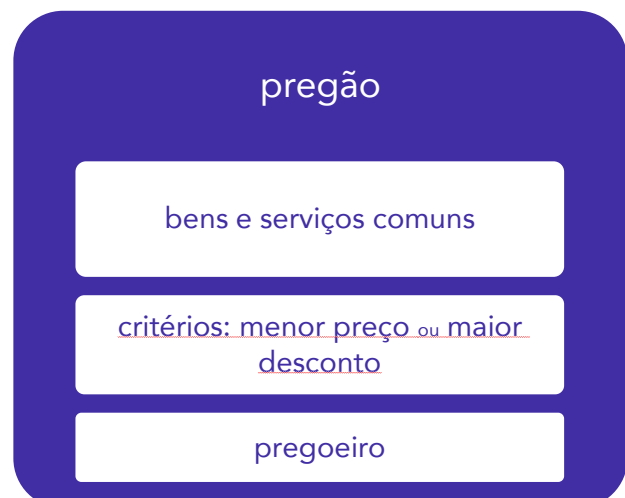 pregão
bens e serviços comuns
critérios: menor preço ou maior
desconto
pregoeiro